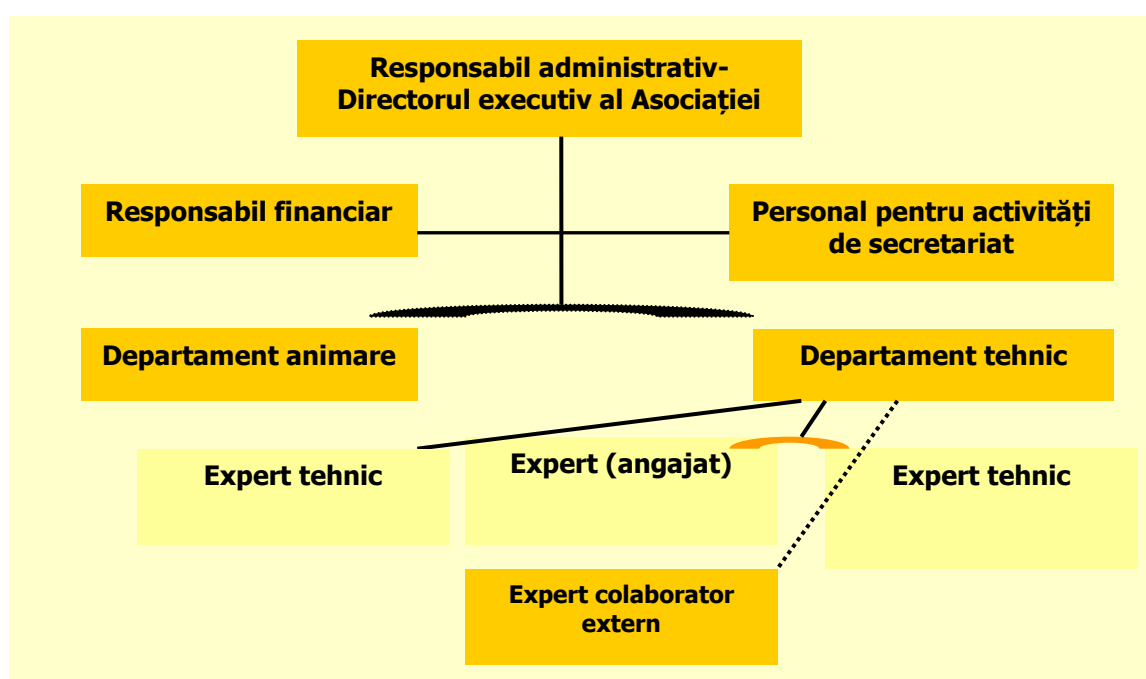 Responsabil administrativ-
Directorul executiv al Asociației
Responsabil financiar
Personal pentru activități
de secretariat
Departament animare
Departament tehnic
Expert tehnic
Expert (angajat)
Expert tehnic
Expert colaborator
extern